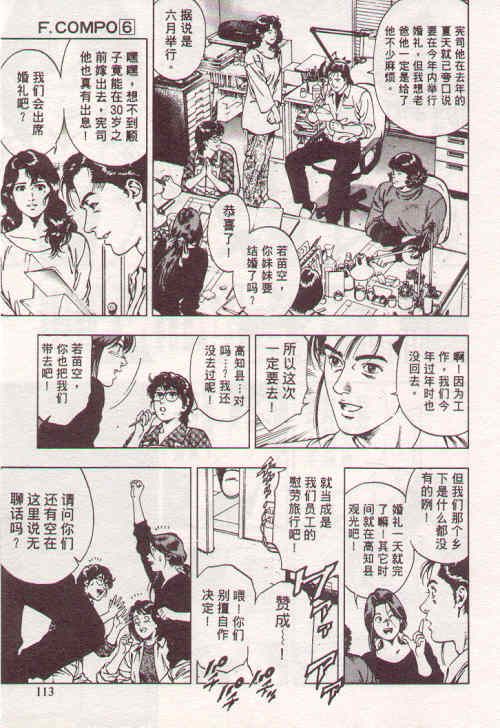 F.COMPO 6
宪司他在去年的
夏天就已夸口说
要在今年内举行
婚礼。但我想老
爸他一定是给了
他不少麻烦。
据说是
六月举行。
若苗空,
你妹妹要
结婚了吗?
恭喜了!
嘿嘿,想不到顺
子竟能在30岁之
前嫁出去,宪司
他也真有出息!
我们会出席
婚礼吧?
啊!因为工
作,我们今
年过年时也
没回去。
所以这次
一定要去!
高知县…对
吗…?我还
没去过呢!
若苗空,
你也把我们
带去吧!
但我们那个乡
下是什么都没
有的咧!
婚礼一天就完
了嘛!其它时
间就在高知县
观光吧!
就当成是
我们员工的
慰劳旅行吧!
赞成~!
喂!你们
别擅自作
决定!
请问你们
还有空在
这里说无
聊话吗?
113